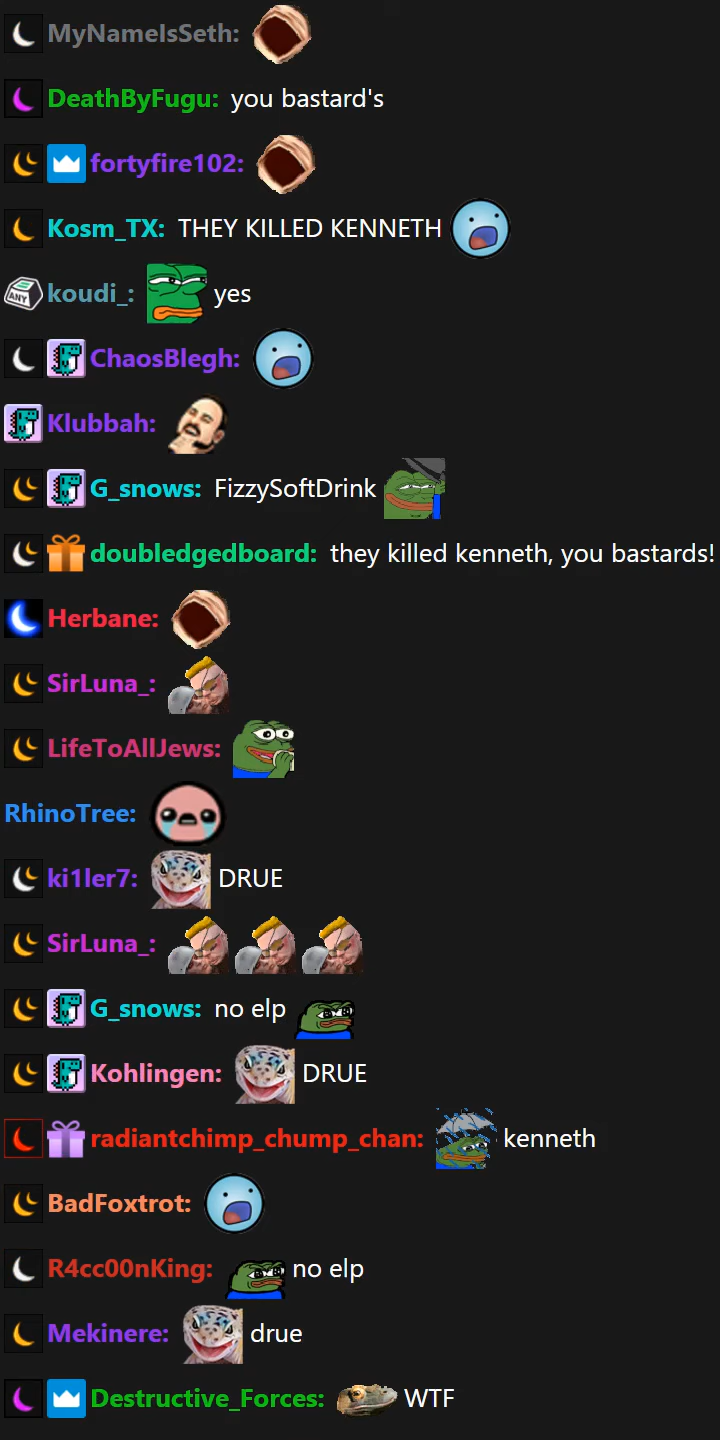 MyNameIsSeth:
DeathByFugu: you bastard's
fortyfire102:
Kosm_TX: THEY KILLED KENNETH
ANY koudi_: yes
ChaosBlegh:
Klubbah:
G_snows: FizzySoftDrink
doubledgedboard: they killed kenneth, you bastards!
Herbane:
SirLuna_:
LifeToAllJews:
RhinoTree:
ki1ler7: DRUE
SirLuna_:
G_snows: no elp
Kohlingen: DRUE
radiantchimp_chump_chan: kenneth
BadFoxtrot:
R4cc00nKing: no elp
Mekinere: drue
Destructive_Forces: WTF